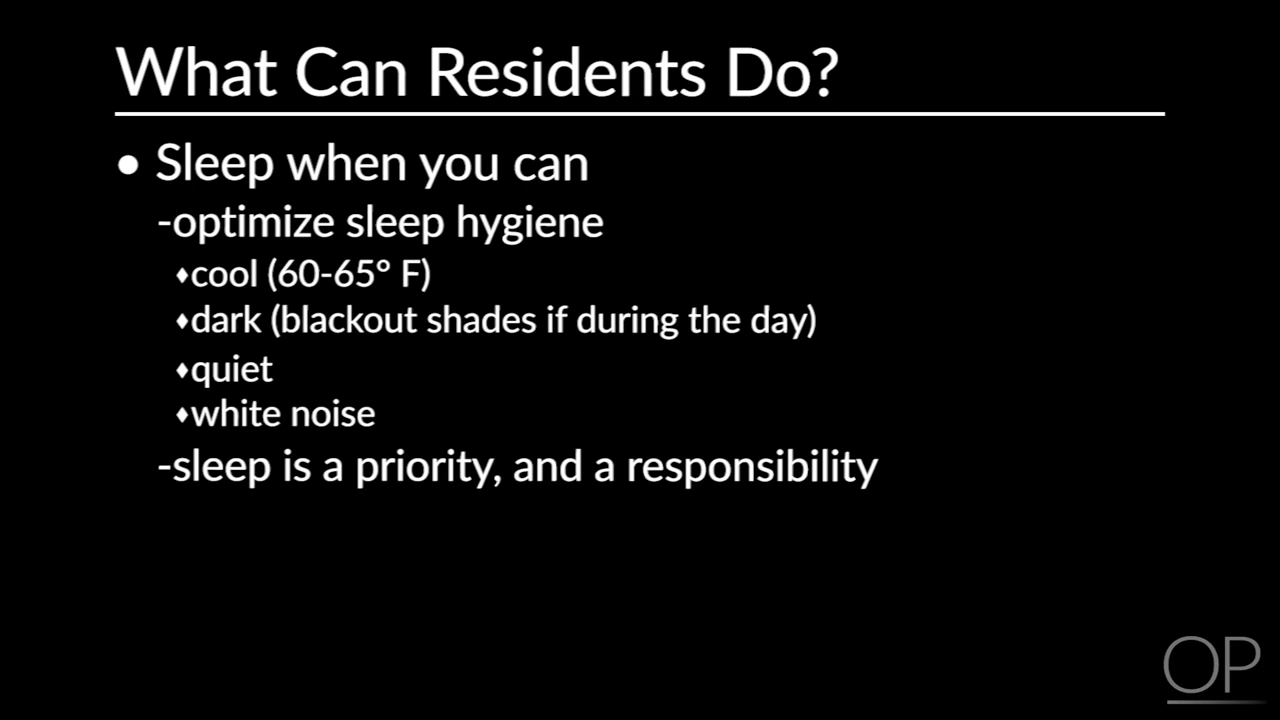 What Can Residents Do?
• Sleep when you can
-optimize sleep hygiene
♦cool (60-65° F)
♦dark (blackout shades if during the day)
♦quiet
♦white noise
-sleep is a priority, and a responsibility
OP